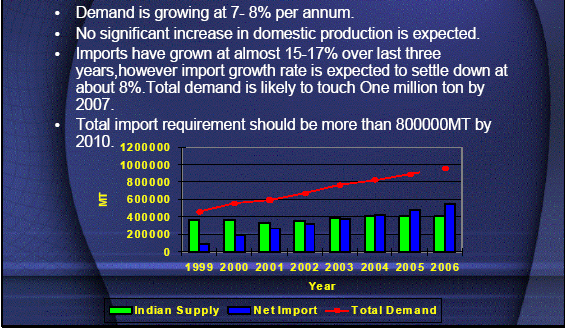 • Demand is growing at 7- 8% per annum.
• No significant increase in domestic production is expected.
• Imports have grown at almost 15-17% over last three
years,however import growth rate is expected to settle down at
about 8%.Total demand is likely to touch One million ton by
2007.
• Total import requirement should be more than 800000MT by
2010.
1200000
1000000
800000
600000
400000
200000
0
MT
1999 2000 2001 2002 2003 2004 2005 2006
Year
Indian Supply Net Import Total Demand